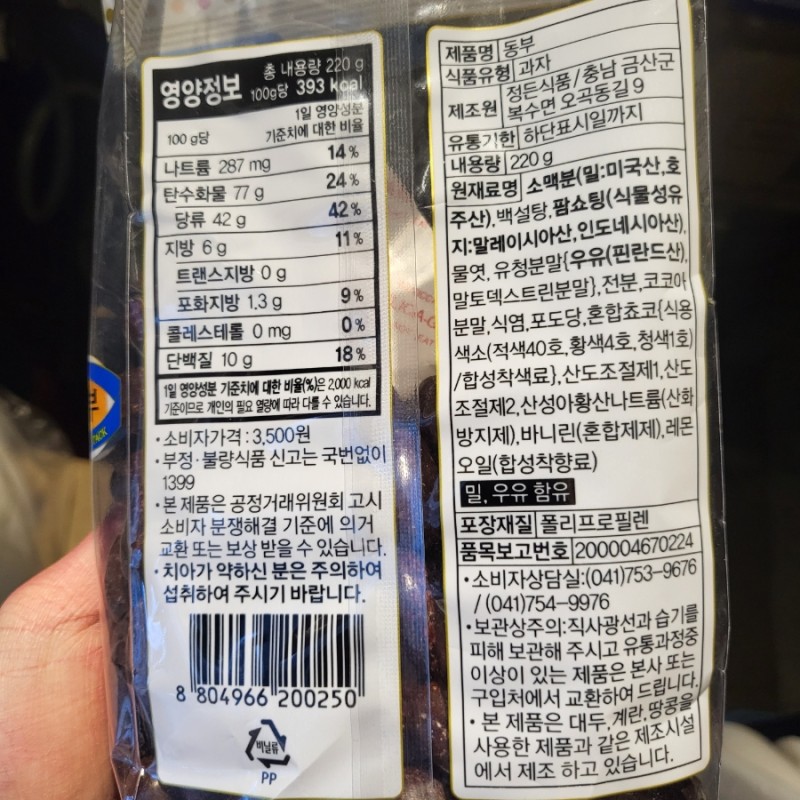 영양정보
총 내용량 220 g
100g당 393 kcal
100 g당
1일 영양성분
기준치에 대한 비율
나트륨 287 mg 14 %
탄수화물 77 g 24 %
당류 42 g 42 %
지방 6 g 11 %
트랜스지방 0 g
포화지방 1.3 g 9 %
콜레스테롤 0 mg 0 %
단백질 10 g 18 %
1일 영양성분 기준치에 대한 비율(%)은 2,000 kcal
기준이므로 개인의 필요 열량에 따라 다를 수 있습니다.
·소비자가격 : 3,500원
·부정·불량식품 신고는 국번없이
1399
·본 제품은 공정거래위원회 고시
소비자 분쟁해결 기준에 의거
교환 또는 보상 받을 수 있습니다.
·치아가 약하신 분은 주의하여
섭취하여 주시기 바랍니다.
8 804966 200250
비닐류
PP
제품명 동부
식품유형 과자
제조원 정든식품/충남 금산군
복수면 오곡동길 9
유통기한 하단표시일까지
내용량 220 g
원재료명 소맥분(밀:미국산,호
주산),백설탕,팜쇼팅(식물성유
지:말레이시아산,인도네시아산),
물엿,유청분말{우유(핀란드산),
말토덱스트린분말},전분,코코아
분말,식염,포도당,혼합쵸코{식용
색소(적색40호,황색4호,청색1호)
/합성착색료},산도조절제1,산도
조절제2,산성아황산나트륨(산화
방지제),바니린(혼합제제),레몬
오일(합성착향료)
밀, 우유 함유
포장재질 폴리프로필렌
품목보고번호 200004670224
·소비자상담실:(041)753-9676
/ (041)754-9976
·보관상주의:직사광선과 습기를
피해 보관해 주시고 유통과정중
이상이 있는 제품은 본사 또는
구입처에서 교환하여 드립니다.
· 본 제품은 대두, 계란, 땅콩을
사용한 제품과 같은 제조시설
에서 제조 하고 있습니다.